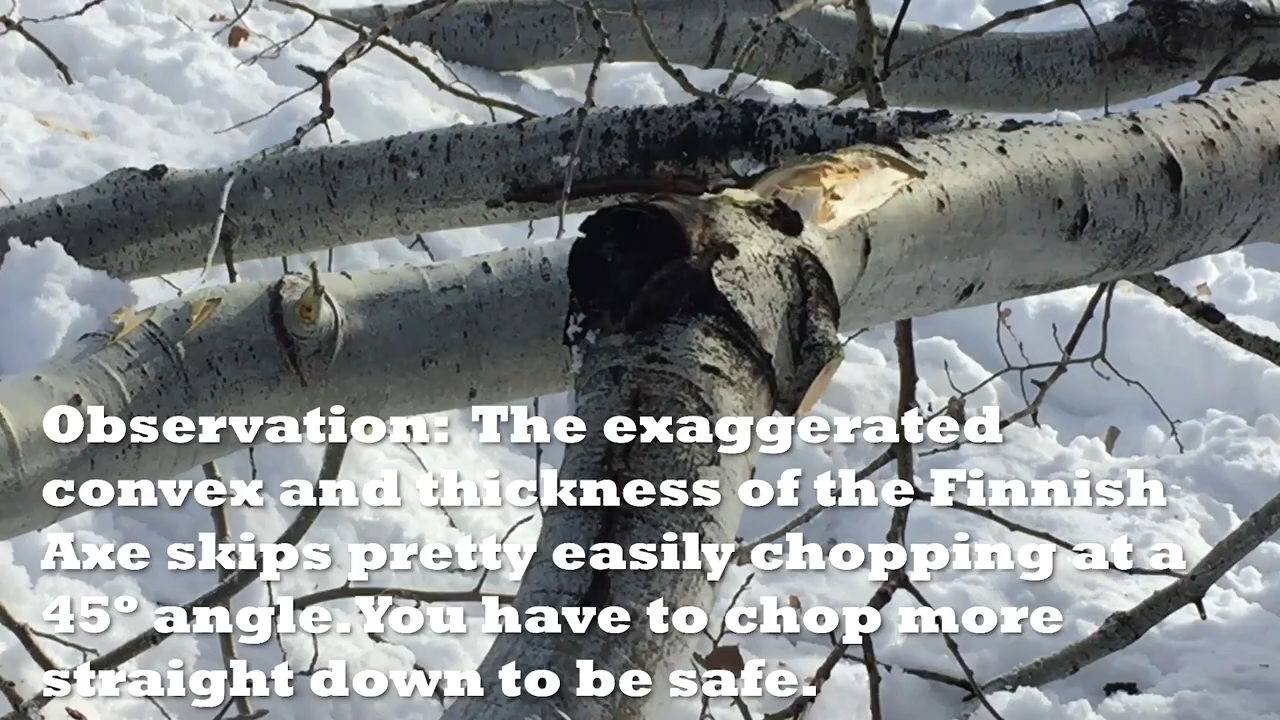 Observation: The exaggerated
convex and thickness of the Finnish
Axe skips pretty easily chopping at a
45º angle.You have to chop more
straight down to be safe.